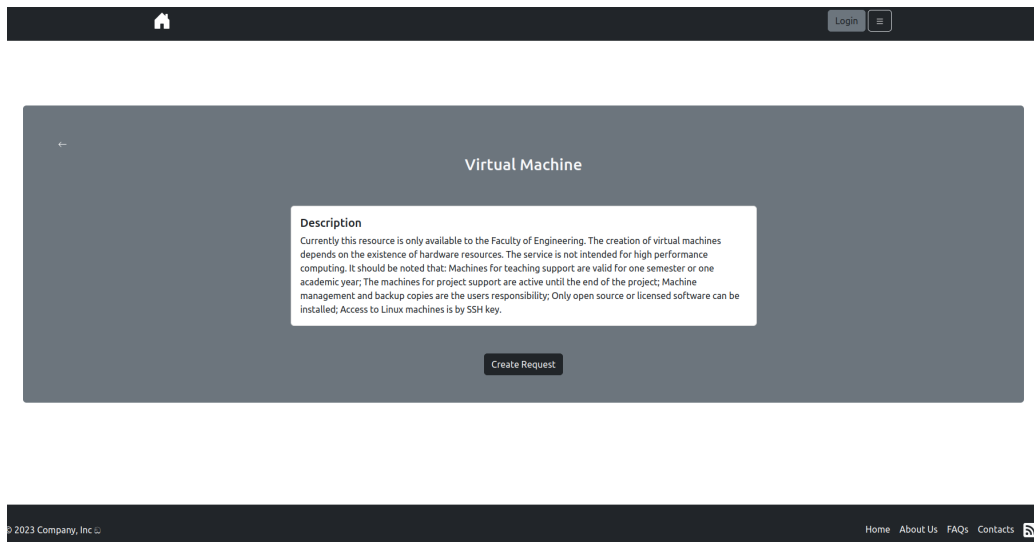 Login
Virtual Machine
Description
Currently this resource is only available to the Faculty of Engineering. The creation of virtual machines
depends on the existence of hardware resources. The service is not intended for high performance
computing. It should be noted that: Machines for teaching support are valid for one semester or one
academic year; The machines for project support are active until the end of the project; Machine
management and backup copies are the users responsibility; Only open source or licensed software can be
installed; Access to Linux machines is by SSH key.
Create Request
© 2023 Company, Inc
Home About Us FAQs Contacts